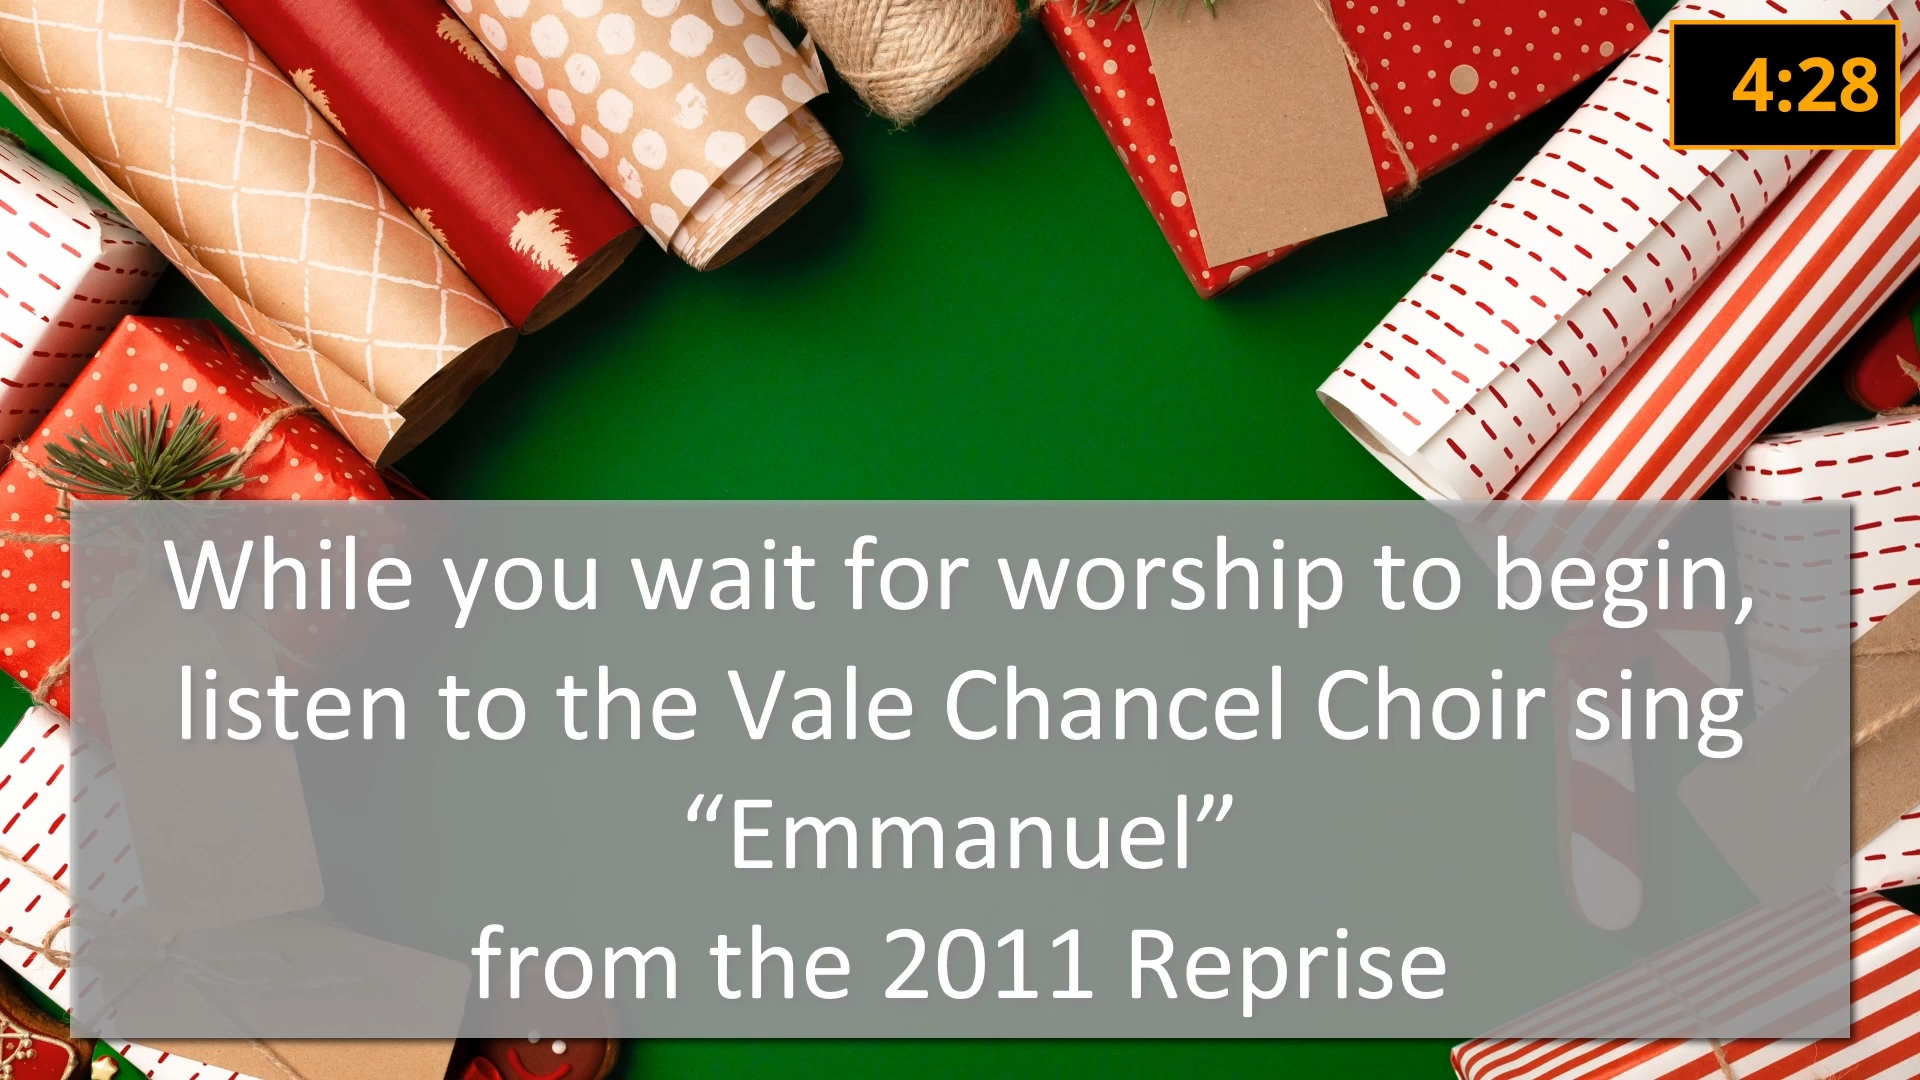 4:28
While you wait for worship to begin,
listen to the Vale Chancel Choir sing
“Emmanuel”
from the 2011 Reprise